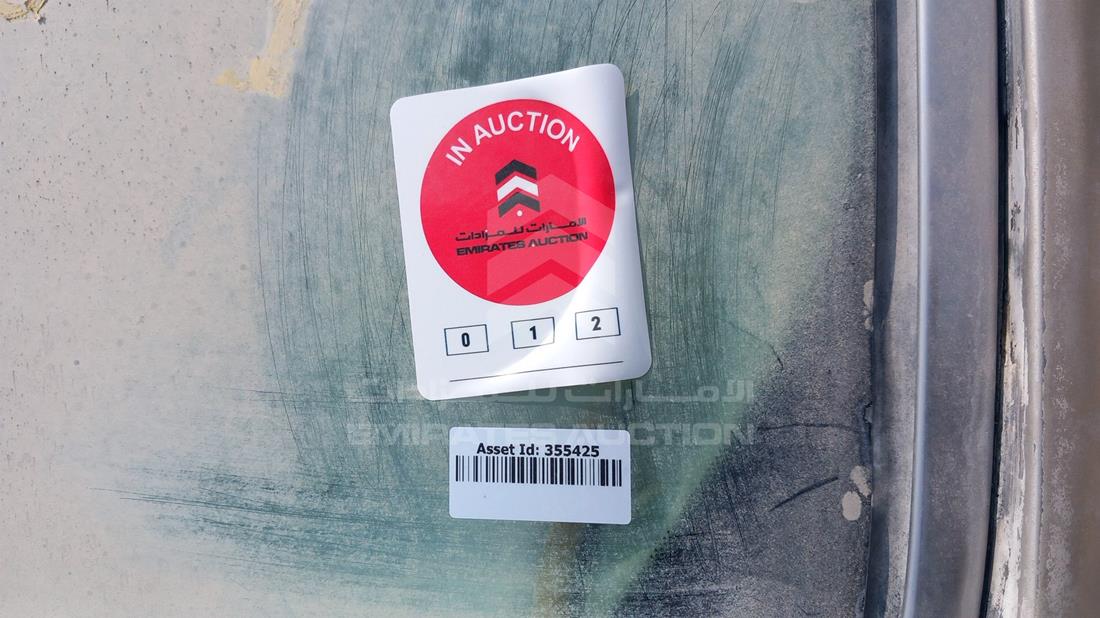 IN AUCTION
الإمارات للمزادات
EMIRATES AUCTION
0 1 2
الإمارات للمزادات
EMIRATES AUCTION
Asset Id: 355425